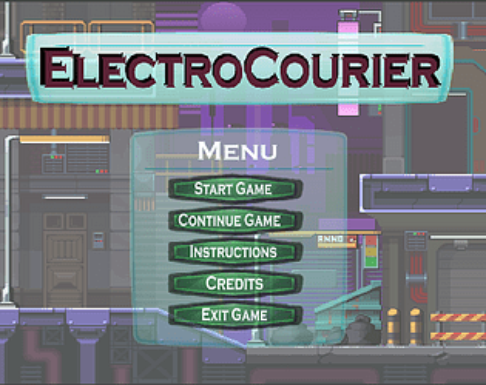 ElectroCourier
Menu
Start Game
Continue Game
Instructions
Credits
Exit Game